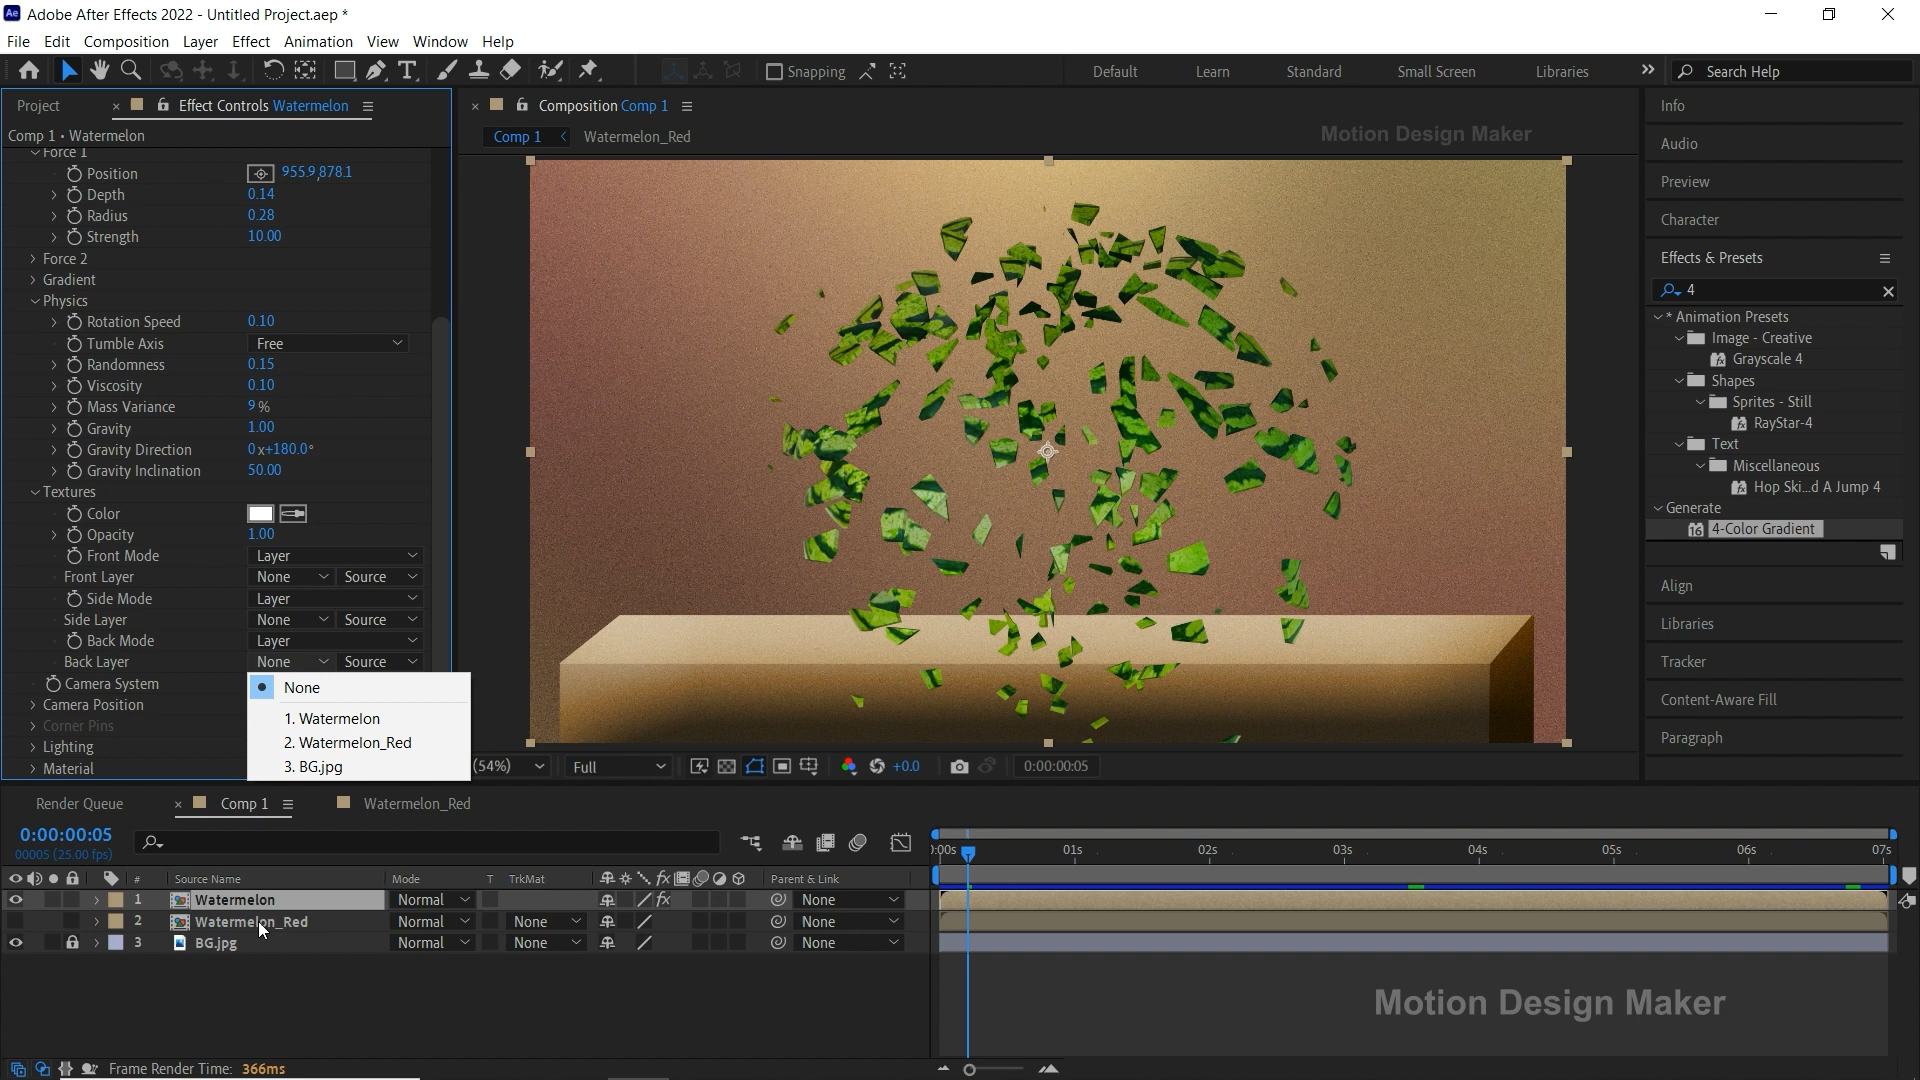 Adobe After Effects 2022 - Untitled Project.aep *
File Edit Composition Layer Effect Animation View Window Help
Snapping
Default Learn Standard Small Screen Libraries
Search Help
Project
Effect Controls Watermelon
Comp 1 • Watermelon
Force 1
Position 955.9,878.1
Depth 0.14
Radius 0.28
Strength 10.00
Force 2
Gradient
Physics
Rotation Speed 0.10
Tumble Axis Free
Randomness 0.15
Viscosity 0.10
Mass Variance 9 %
Gravity 1.00
Gravity Direction 0 x+180.0°
Gravity Inclination 50.00
Textures
Color
Opacity 1.00
Front Mode Layer
Front Layer None Source
Side Mode Layer
Side Layer None Source
Back Mode Layer
Back Layer None Source
Camera System
Camera Position
Corner Pins
Lighting
Material
None
1. Watermelon
2. Watermelon_Red
3. BG.jpg
Composition Comp 1
Comp 1 Watermelon_Red
Motion Design Maker
(54%) Full +0.0 0:00:00:05
Info
Audio
Preview
Character
Effects & Presets
4
* Animation Presets
Image - Creative
Grayscale 4
Shapes
Sprites - Still
RayStar-4
Text
Miscellaneous
Hop Ski...d A Jump 4
Generate
4-Color Gradient
Align
Libraries
Tracker
Content-Aware Fill
Paragraph
Render Queue Comp 1 Watermelon_Red
0:00:00:05
00005 (25.00 fps)
# Source Name Mode T TrkMat Parent & Link
1 Watermelon Normal None
2 Watermelon_Red Normal None None
3 BG.jpg Normal None None
):00s 01s 02s 03s 04s 05s 06s 07s
Motion Design Maker
Frame Render Time: 366ms